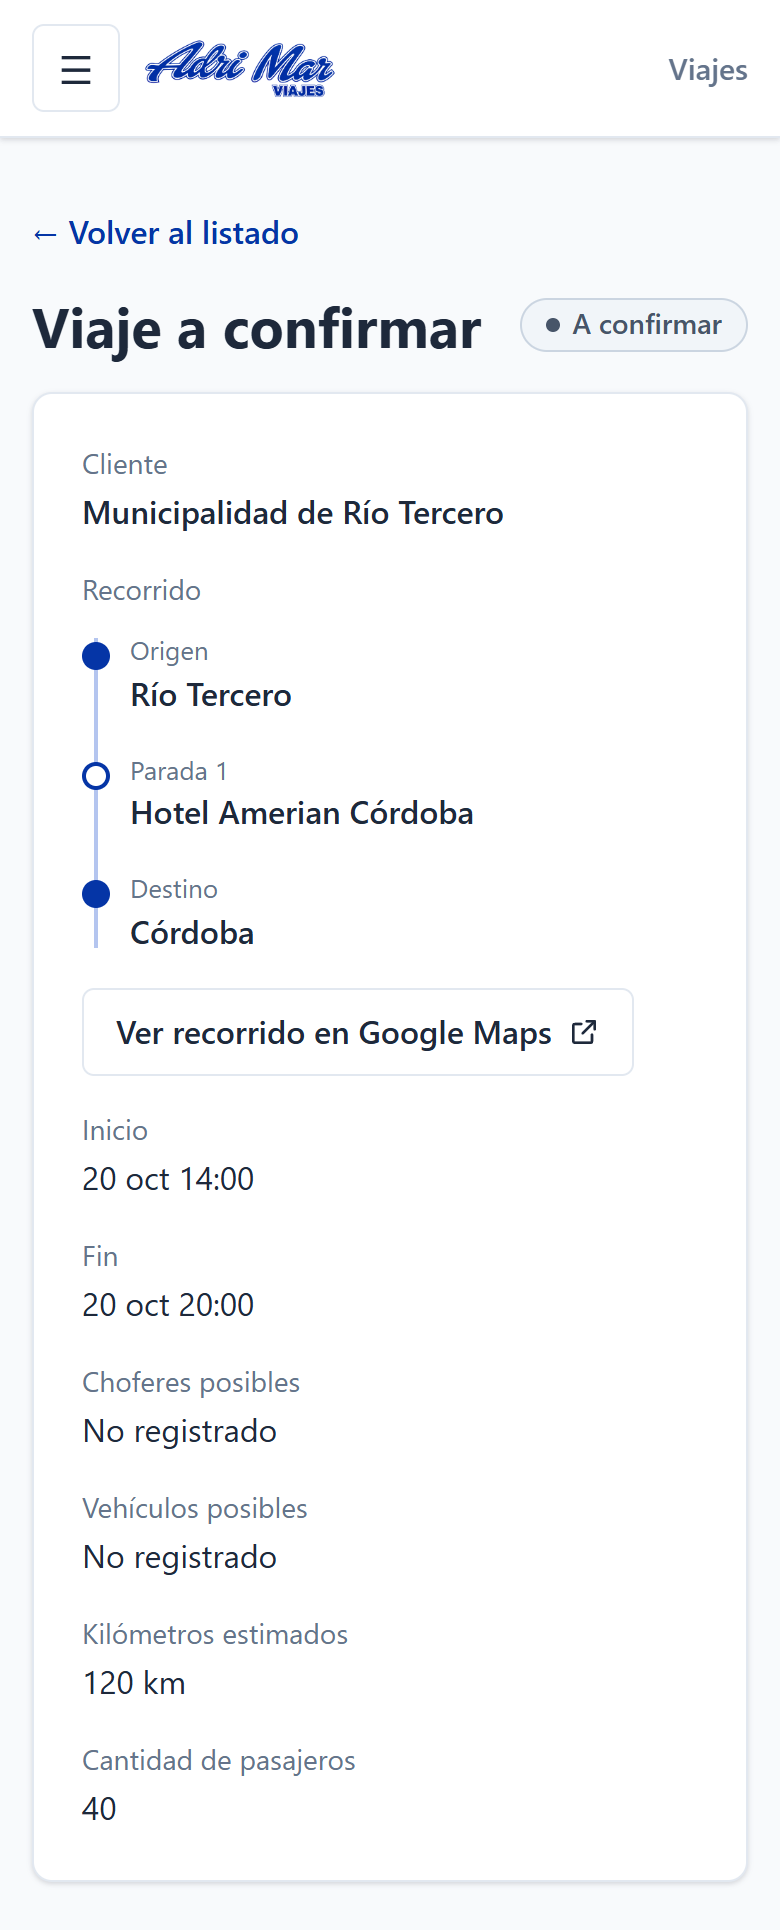 Adri Mar
VIAJES
Viajes
← Volver al listado
Viaje a confirmar
A confirmar
Cliente
Municipalidad de Río Tercero
Recorrido
Origen
Río Tercero
Parada 1
Hotel Amerian Córdoba
Destino
Córdoba
Ver recorrido en Google Maps
Inicio
20 oct 14:00
Fin
20 oct 20:00
Choferes posibles
No registrado
Vehículos posibles
No registrado
Kilómetros estimados
120 km
Cantidad de pasajeros
40